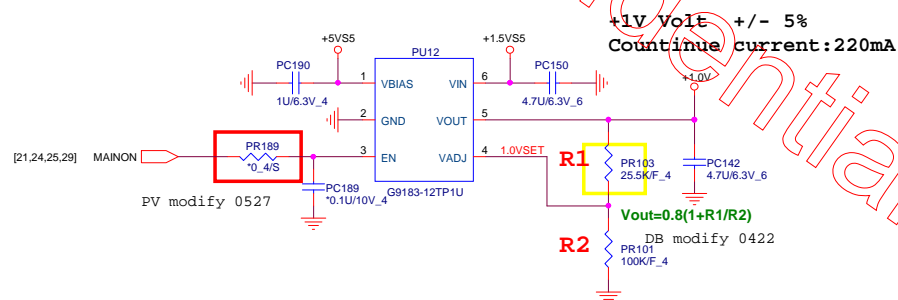 +1V Volt +/- 5%
Countinue current:220mA
+5VS5
+1.5VS5
+1.0V
PU12
PC190
1U/6.3V_4
1 VBIAS
VIN 6
PC150
4.7U/6.3V_6
2 GND
VOUT 5
[21,24,25,29] MAINON
PR189
*0_4/S
3 EN
VADJ 4
1.0VSET
R1
PR103
25.5K/F_4
PC142
4.7U/6.3V_6
PC189
*0.1U/10V_4
G9183-12TP1U
PV modify 0527
Vout=0.8(1+R1/R2)
DB modify 0422
R2
PR101
100K/F_4
ential